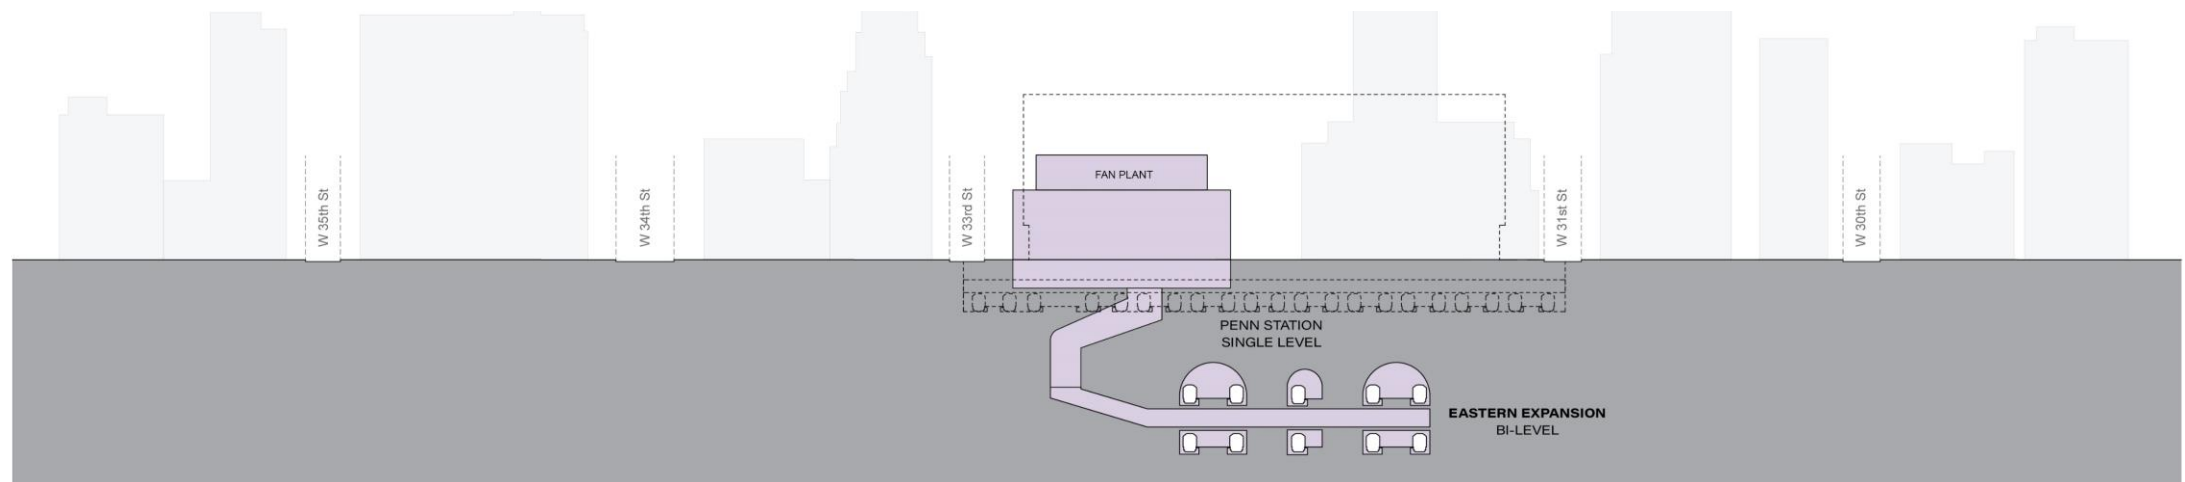 FAN PLANT
W 35th St
W 34th St
W 33rd St
W 31st St
W 30th St
PENN STATION
SINGLE LEVEL
EASTERN EXPANSION
BI-LEVEL